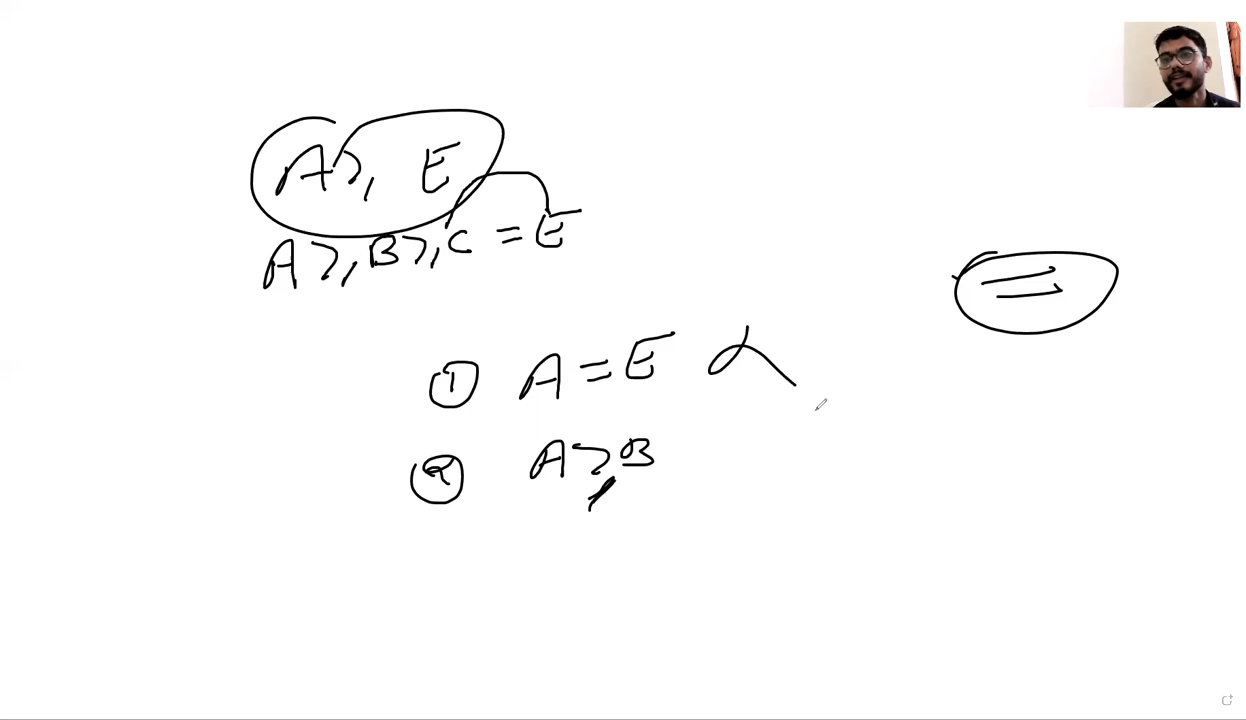 A ≥ E
A ≥ B ≥ C = E
=
① A = E
② A ≥ B